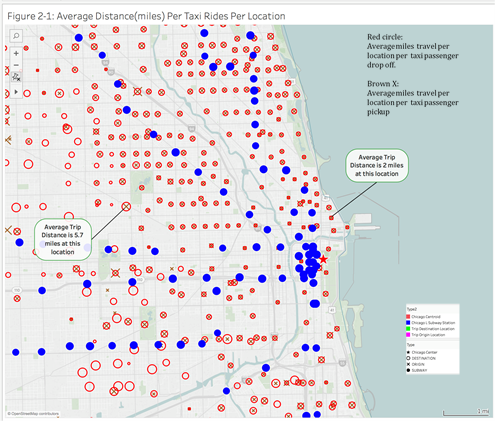 Figure 2-1: Average Distance(miles) Per Taxi Rides Per Location
Red circle:
Averagemiles travel per
location per taxi passenger
drop off.
Brown X:
Averagemiles travel per
location per taxi passenger
pickup
Average Trip
Distance is 2 miles
at this location
Average Trip
Distance is 5.7
miles at this
location
Type2
Chicago Centroid
Chicago L Subway Station
Trip Destination Location
Trip Origin Location
Type
Chicago Center
DESTINATION
ORIGIN
SUBWAY
© OpenStreetMap contributors
1 mi